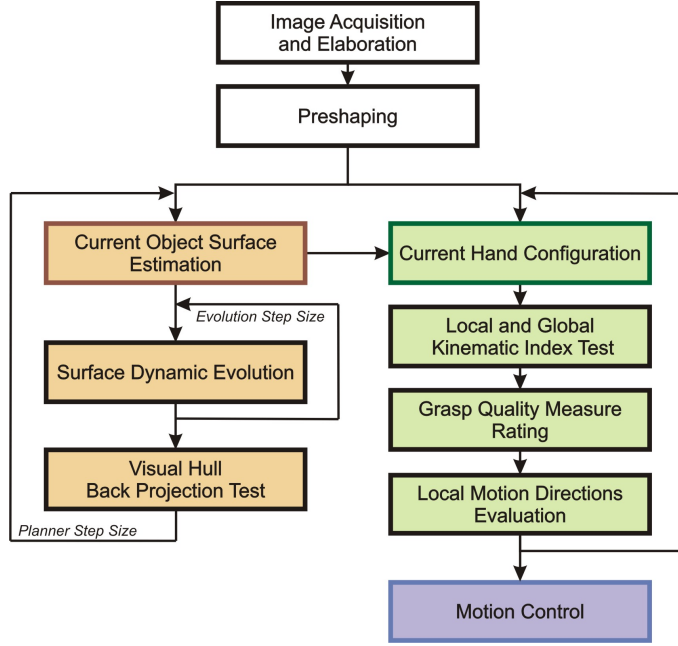 Image Acquisition
and Elaboration
Preshaping
Current Object Surface
Estimation
Current Hand Configuration
Evolution Step Size
Local and Global
Kinematic Index Test
Surface Dynamic Evolution
Grasp Quality Measure
Rating
Visual Hull
Back Projection Test
Local Motion Directions
Evaluation
Planner Step Size
Motion Control